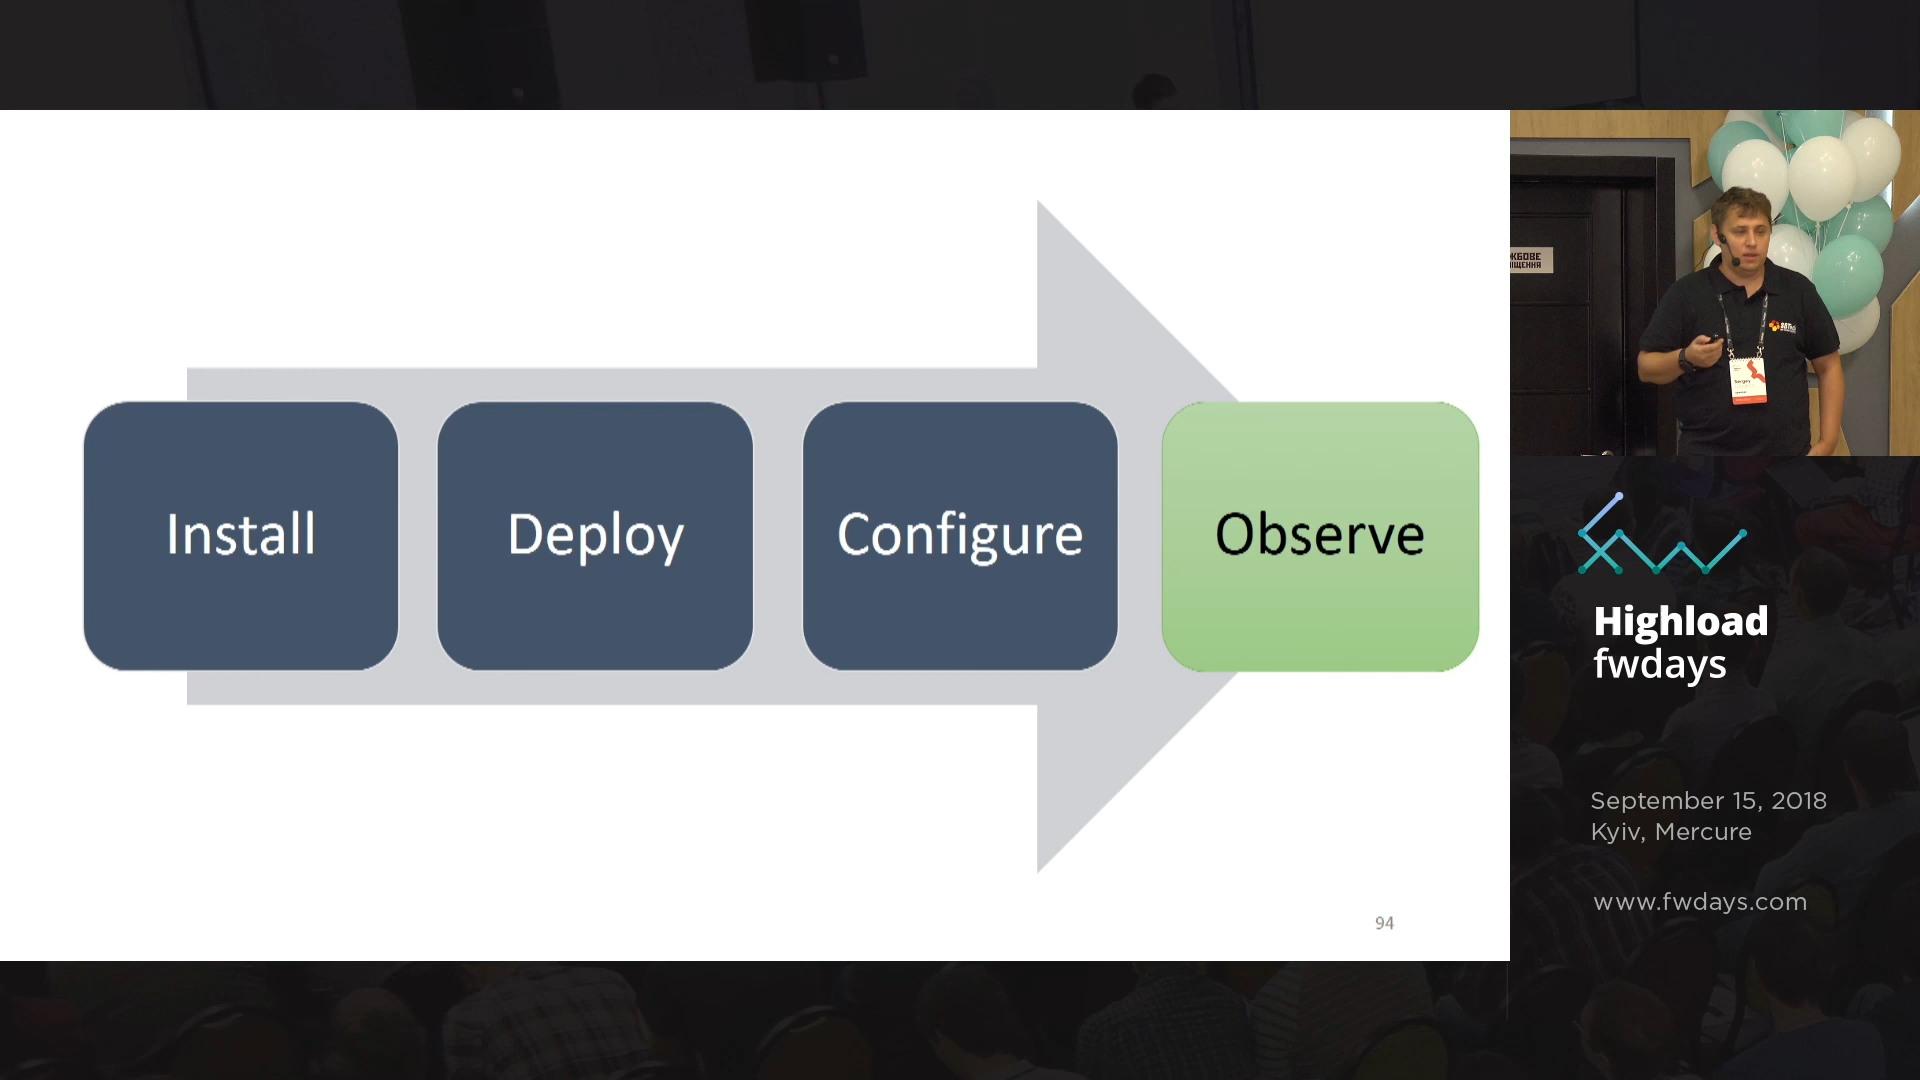 Install
Deploy
Configure
Observe
94
Highload
fwdays
September 15, 2018
Kyiv, Mercure
www.fwdays.com